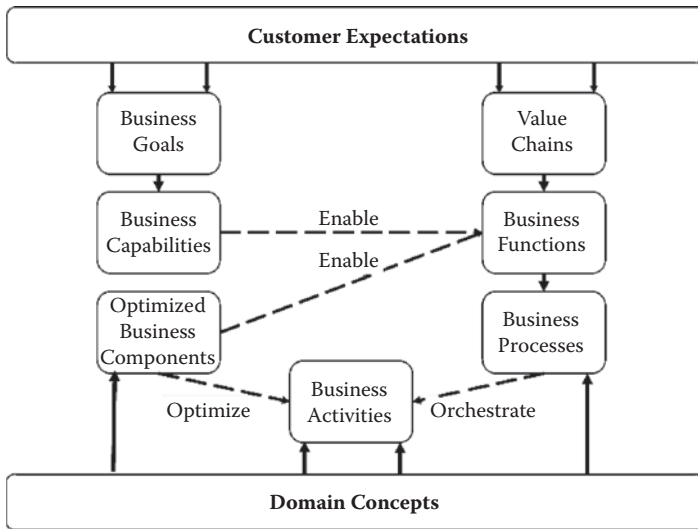 Customer Expectations
Business
Goals
Value
Chains
Business
Capabilities
Enable
Business
Functions
Enable
Optimized
Business
Components
Business
Processes
Optimize
Business
Activities
Orchestrate
Domain Concepts